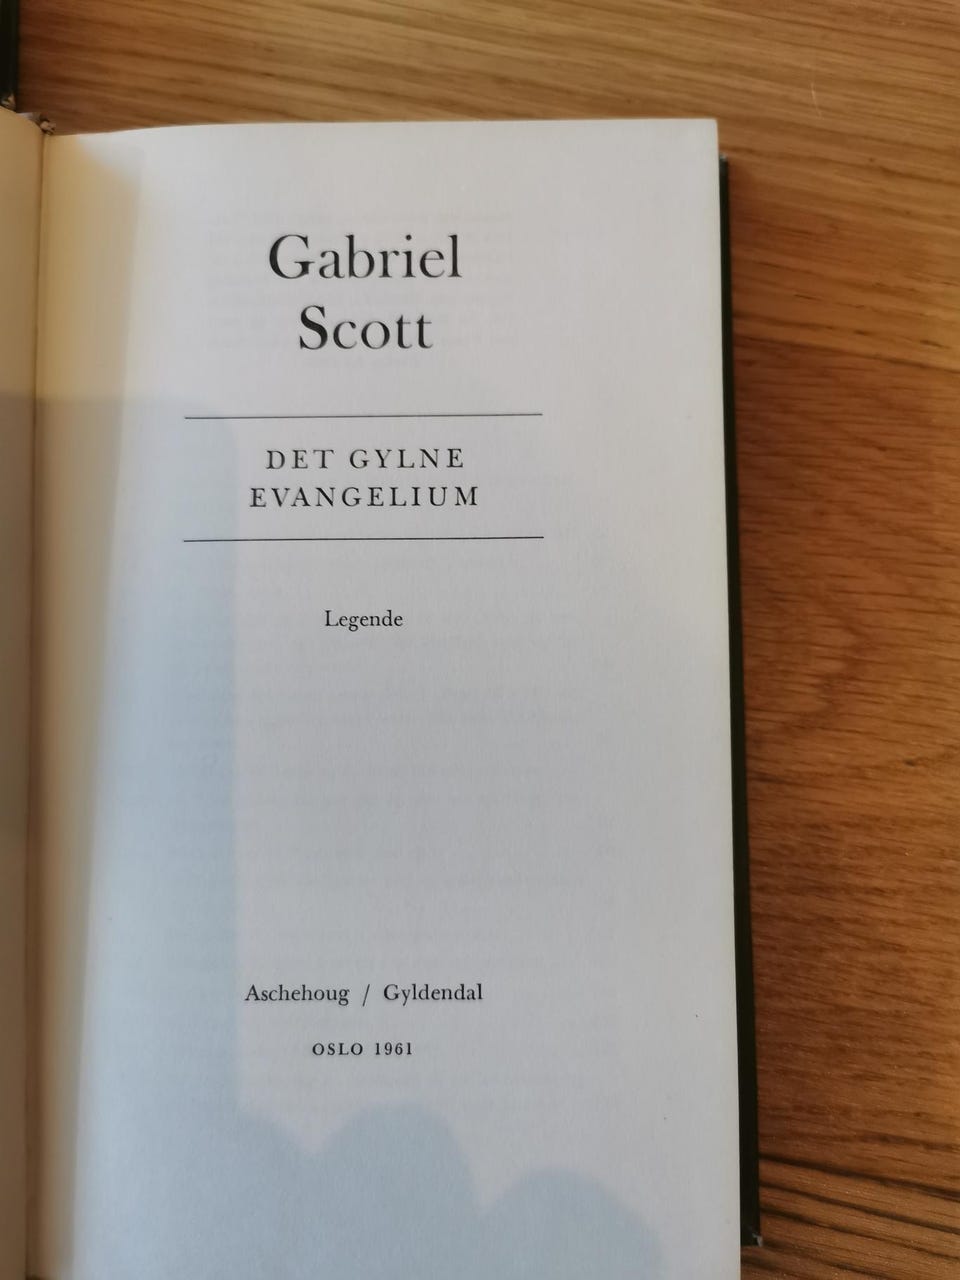 Gabriel
Scott
DET GYLNE
EVANGELIUM
Legende
Aschehoug / Gyldendal
OSLO 1961